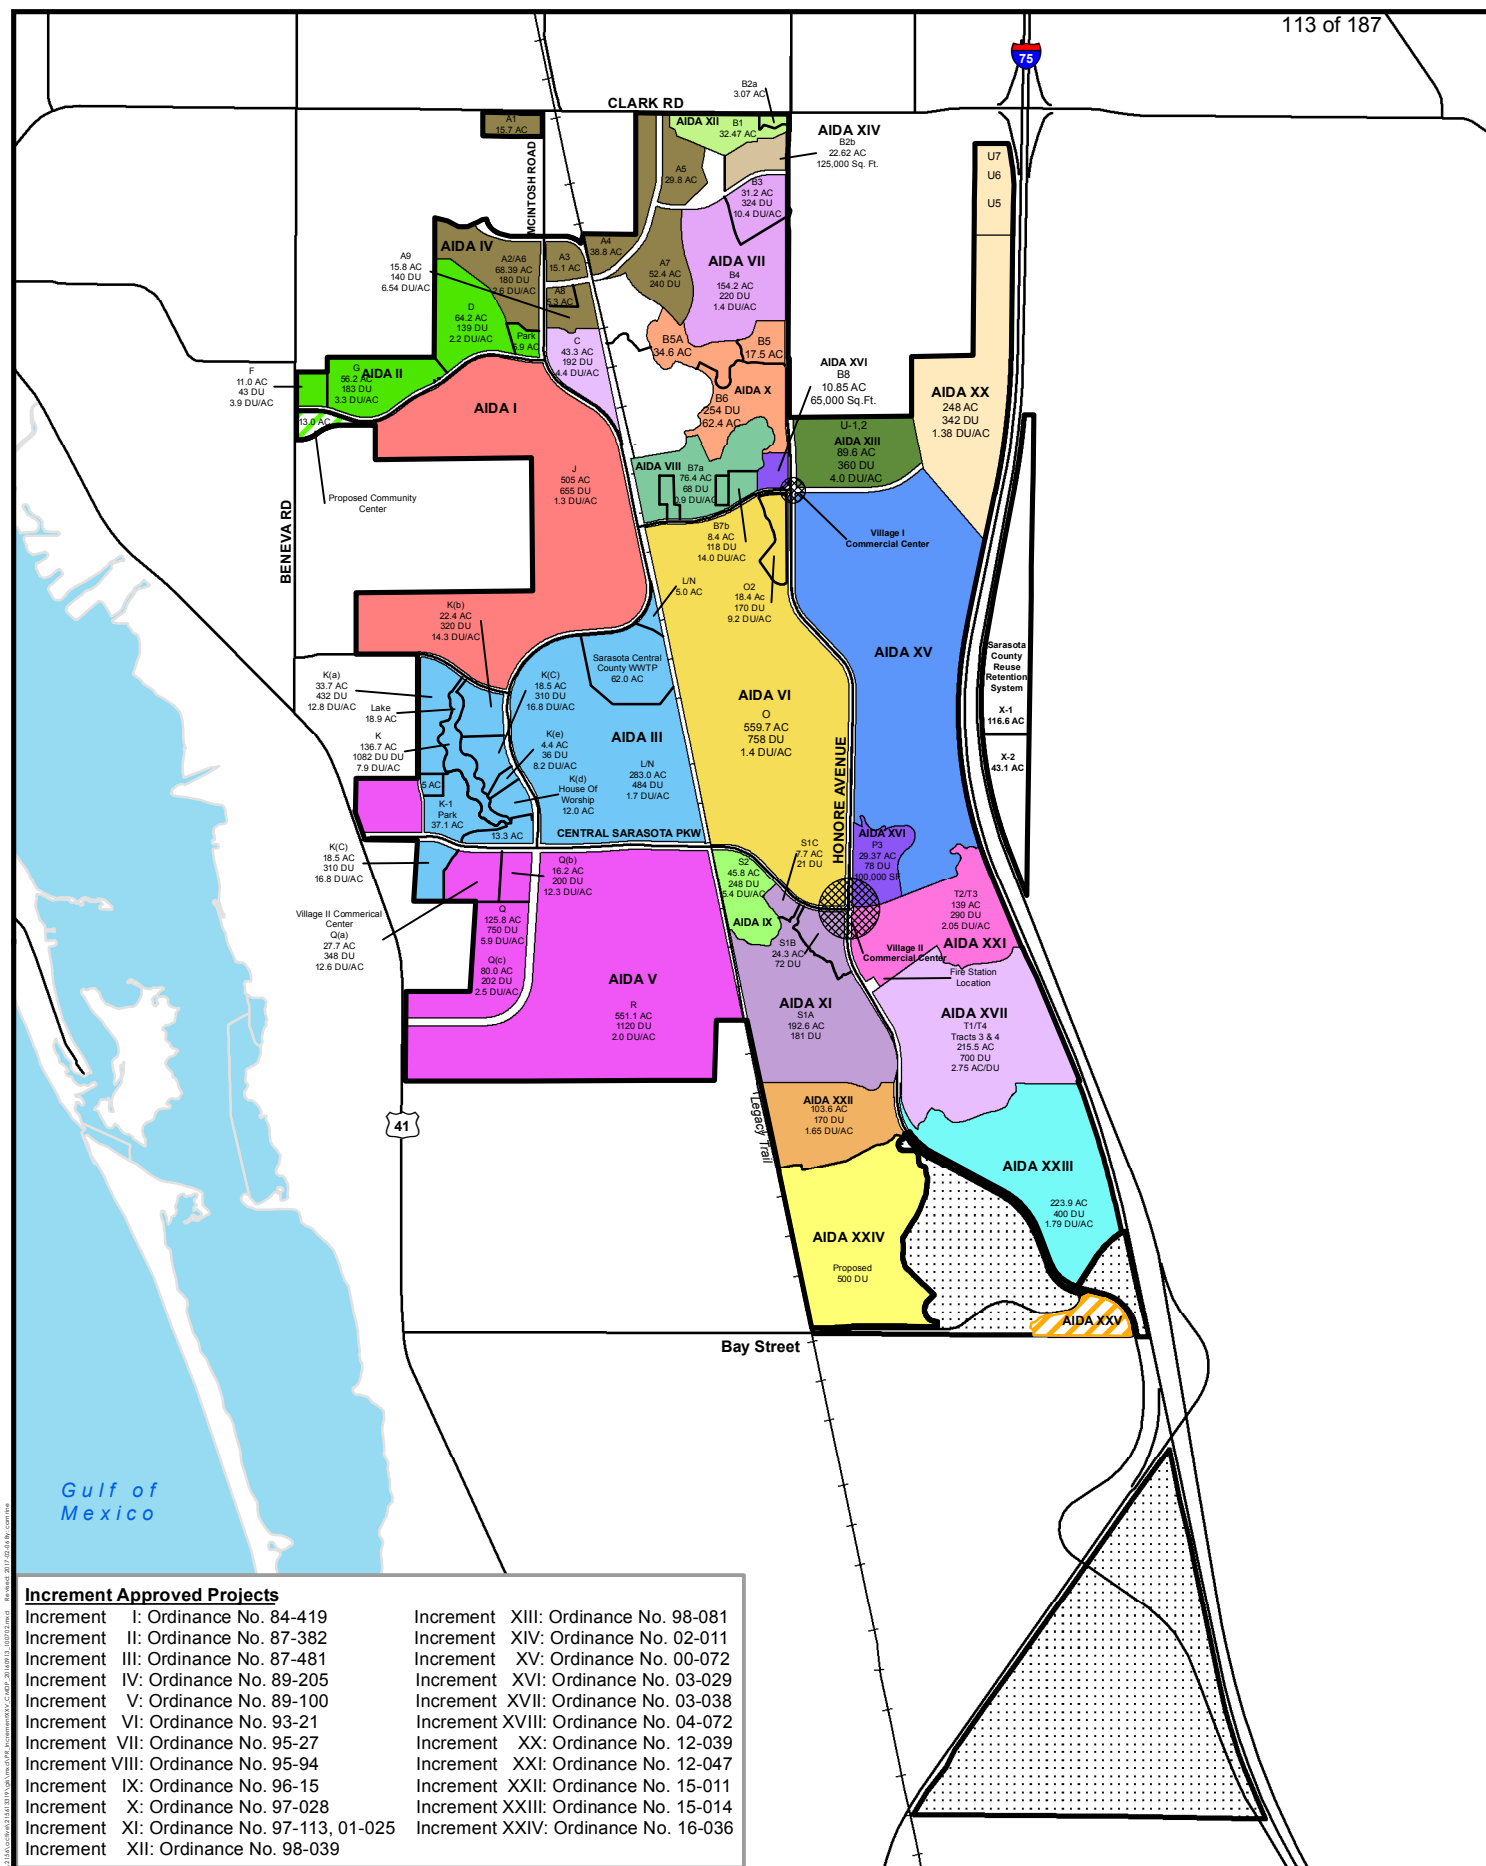 113 of 187
75
CLARK RD
B2a
3.07 AC
A1
15.7 AC
AIDA XII
B1
32.47 AC
AIDA XIV
B2b
22.62 AC
125,000 Sq. Ft.
MCINTOSH ROAD
A5
29.8 AC
B3
31.2 AC
324 DU
10.4 DU/AC
U7
U6
U5
AIDA IV
A2/A6
68.39 AC
180 DU
2.6 DU/AC
A3
15.1 AC
A4
38.8 AC
A9
15.8 AC
140 DU
6.54 DU/AC
A7
52.4 AC
240 DU
AIDA VII
B4
154.2 AC
220 DU
1.4 DU/AC
A8
5.3 AC
D
64.2 AC
139 DU
2.2 DU/AC
Park
5.9 AC
C
43.3 AC
192 DU
4.4 DU/AC
B5A
34.6 AC
B5
17.5 AC
F
11.0 AC
43 DU
3.9 DU/AC
G
56.2 AC
183 DU
3.3 DU/AC
AIDA II
AIDA XVI
B8
10.85 AC
65,000 Sq.Ft.
AIDA X
B6
254 DU
62.4 AC
AIDA XX
248 AC
342 DU
1.38 DU/AC
AIDA I
13.0 AC
U-1,2
AIDA XIII
89.6 AC
360 DU
4.0 DU/AC
J
505 AC
655 DU
1.3 DU/AC
AIDA VIII
B7a
76.4 AC
68 DU
0.9 DU/AC
Proposed Community
Center
BENEVA RD
B7b
8.4 AC
118 DU
14.0 DU/AC
Village I
Commercial Center
L/N
5.0 AC
O2
18.4 Ac
170 DU
9.2 DU/AC
K(b)
22.4 AC
320 DU
14.3 DU/AC
Sarasota Central
County WWTP
62.0 AC
AIDA XV
Sarasota
County
Reuse
Retention
System
X-1
116.6 AC
X-2
43.1 AC
K(a)
33.7 AC
432 DU
12.8 DU/AC
Lake
18.9 AC
K
136.7 AC
1082 DU DU
7.9 DU/AC
K(C)
18.5 AC
310 DU
16.8 DU/AC
AIDA VI
O
559.7 AC
758 DU
1.4 DU/AC
K(e)
4.4 AC
36 DU
8.2 DU/AC
AIDA III
L/N
283.0 AC
484 DU
1.7 DU/AC
K(d)
House Of
Worship
12.0 AC
5 AC
K-1
Park
37.1 AC
13.3 AC
HONORE AVENUE
CENTRAL SARASOTA PKW
AIDA XVI
P3
29.37 AC
78 DU
100,000 SF
S1C
7.7 AC
21 DU
K(C)
18.5 AC
310 DU
16.8 DU/AC
Q(b)
16.2 AC
200 DU
12.3 DU/AC
S2
45.8 AC
248 DU
5.4 DU/AC
AIDA IX
T2/T3
139 AC
290 DU
2.05 DU/AC
AIDA XXI
Village II Commerical
Center
Q(a)
27.7 AC
348 DU
12.6 DU/AC
Q
125.8 AC
750 DU
5.9 DU/AC
Q(c)
80.0 AC
202 DU
2.5 DU/AC
S1B
24.3 AC
72 DU
Village II
Commercial Center
Fire Station
Location
AIDA V
R
551.1 AC
1120 DU
2.0 DU/AC
AIDA XI
S1A
192.6 AC
181 DU
AIDA XVII
T1/T4
Tracts 3 & 4
215.5 AC
700 DU
2.75 AC/DU
AIDA XXII
103.6 AC
170 DU
1.65 DU/AC
Legacy Trail
41
AIDA XXIII
223.9 AC
400 DU
1.79 DU/AC
AIDA XXIV
Proposed
500 DU
AIDA XXV
Bay Street
Gulf of
Mexico
Increment Approved Projects
Increment I: Ordinance No. 84-419
Increment II: Ordinance No. 87-382
Increment III: Ordinance No. 87-481
Increment IV: Ordinance No. 89-205
Increment V: Ordinance No. 89-100
Increment VI: Ordinance No. 93-21
Increment VII: Ordinance No. 95-27
Increment VIII: Ordinance No. 95-94
Increment IX: Ordinance No. 96-15
Increment X: Ordinance No. 97-028
Increment XI: Ordinance No. 97-113, 01-025
Increment XII: Ordinance No. 98-039
Increment XIII: Ordinance No. 98-081
Increment XIV: Ordinance No. 02-011
Increment XV: Ordinance No. 00-072
Increment XVI: Ordinance No. 03-029
Increment XVII: Ordinance No. 03-038
Increment XVIII: Ordinance No. 04-072
Increment XX: Ordinance No. 12-039
Increment XXI: Ordinance No. 12-047
Increment XXII: Ordinance No. 15-011
Increment XXIII: Ordinance No. 15-014
Increment XXIV: Ordinance No. 16-036